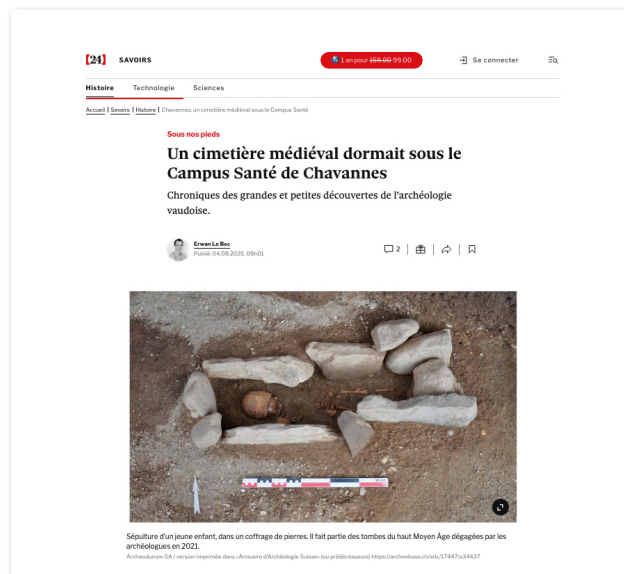 [24] SAVOIRS 1 an pour 159.00 99.00 Se connecter
Histoire Technologie Sciences
Accueil | Savoirs | Histoire | Chavannes: un cimetière médiéval sous le Campus Santé
Sous nos pieds
Un cimetière médiéval dormait sous le
Campus Santé de Chavannes
Chroniques des grandes et petites découvertes de l'archéologie
vaudoise.
Erwan Le Bec
Publié: 04.08.2025, 08h01
2
Sépulture d'un jeune enfant, dans un coffrage de pierres. Il fait partie des tombes du haut Moyen Âge dégagées par les
archéologues en 2021.
Archeodunum SA / version imprimée dans «Annuaire d'Archéologie Suisse» (ou prédécesseurs) https://archeobase.ch/ark:/17447/x34437